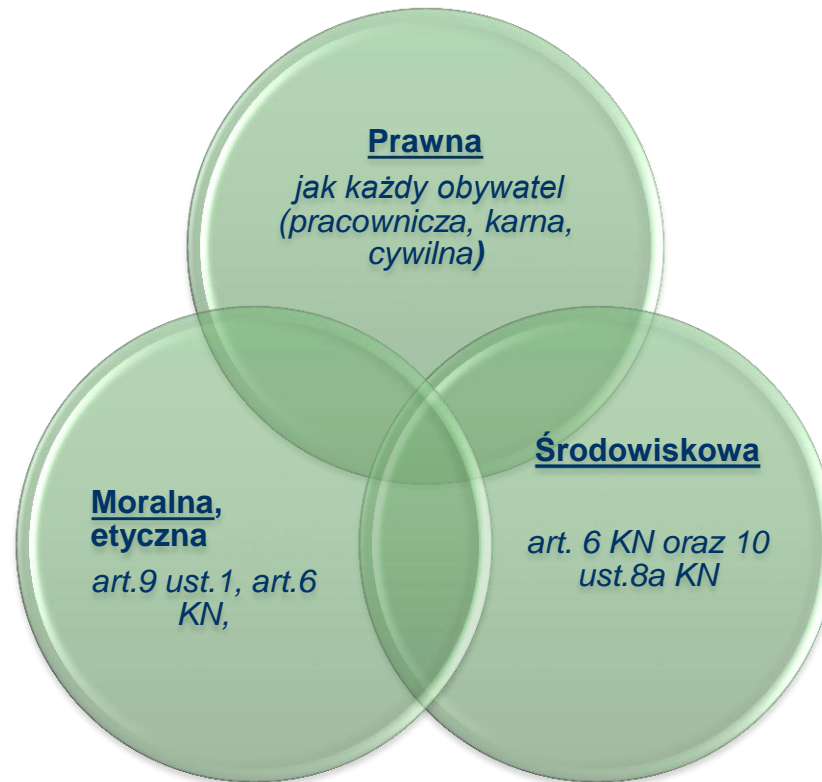 Prawna
jak każdy obywatel
(pracownicza, karna,
cywilna)
Moralna,
etyczna
art.9 ust.1, art.6
KN,
Środowiskowa
art. 6 KN oraz 10
ust.8a KN